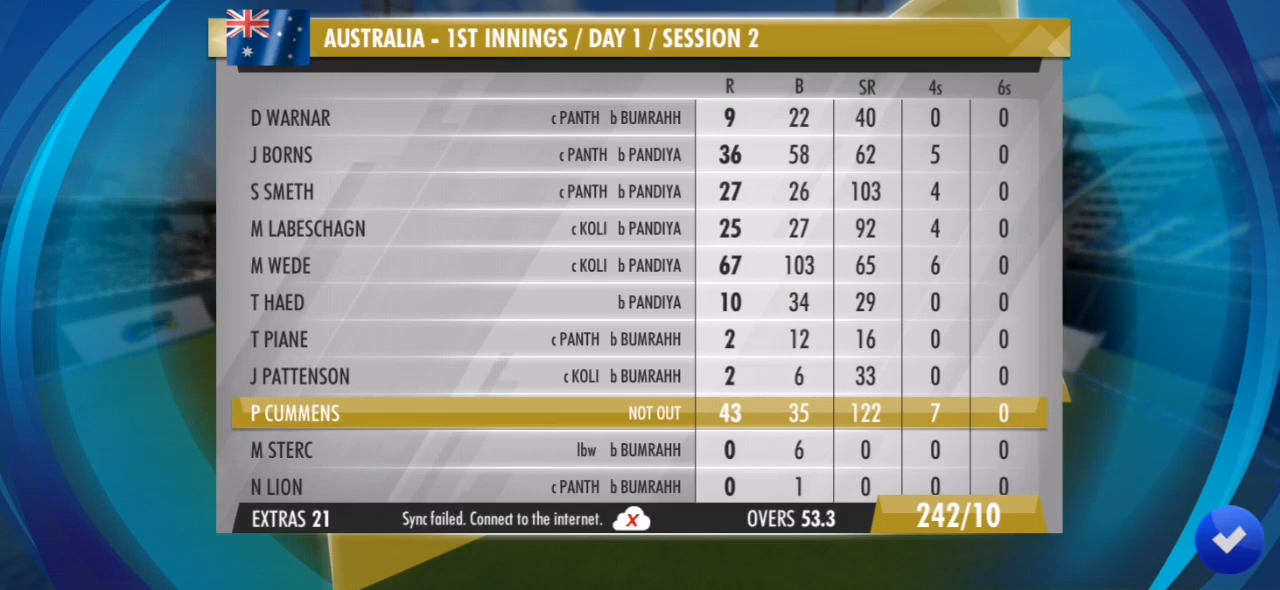 AUSTRALIA - 1ST INNINGS / DAY 1 / SESSION 2
R B SR 4s 6s
D WARNAR c PANTH b BUMRAHH 9 22 40 0 0
J BORNS c PANTH b PANDIYA 36 58 62 5 0
S SMETH c PANTH b PANDIYA 27 26 103 4 0
M LABESCHAGN c KOLI b PANDIYA 25 27 92 4 0
M WEDE c KOLI b PANDIYA 67 103 65 6 0
T HAED b PANDIYA 10 34 29 0 0
T PIANE c PANTH b BUMRAHH 2 12 16 0 0
J PATTENSON c KOLI b BUMRAHH 2 6 33 0 0
P CUMMENS NOT OUT 43 35 122 7 0
M STERC lbw b BUMRAHH 0 6 0 0 0
N LION c PANTH b BUMRAHH 0 1 0 0 0
EXTRAS 21 Sync failed. Connect to the internet. X OVERS 53.3 242/10